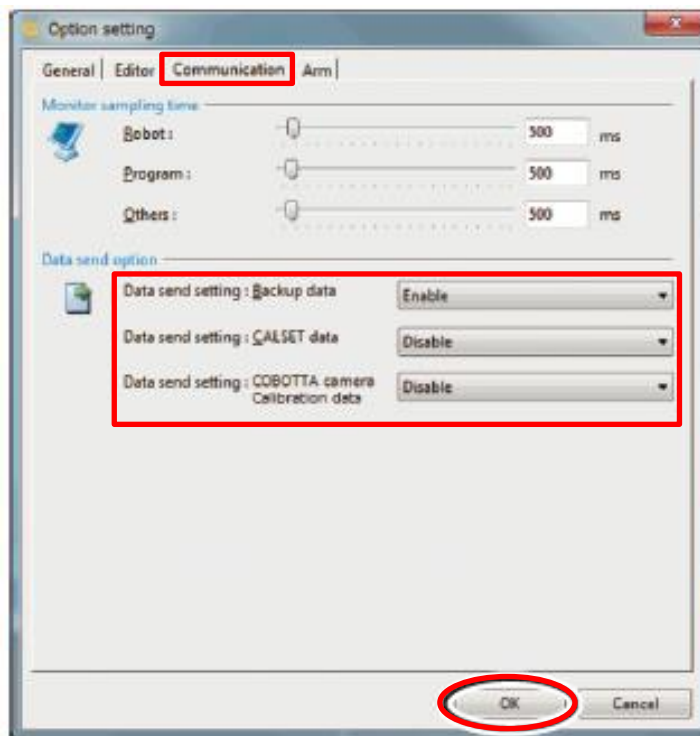 Option setting
General Editor Communication Arm
Monitor sampling time
Robot : 500 ms
Program : 500 ms
Others : 500 ms
Data send option
Data send setting : Backup data Enable
Data send setting : CALSET data Disable
Data send setting : COBOTTA camera Disable
Calibration data
OK Cancel